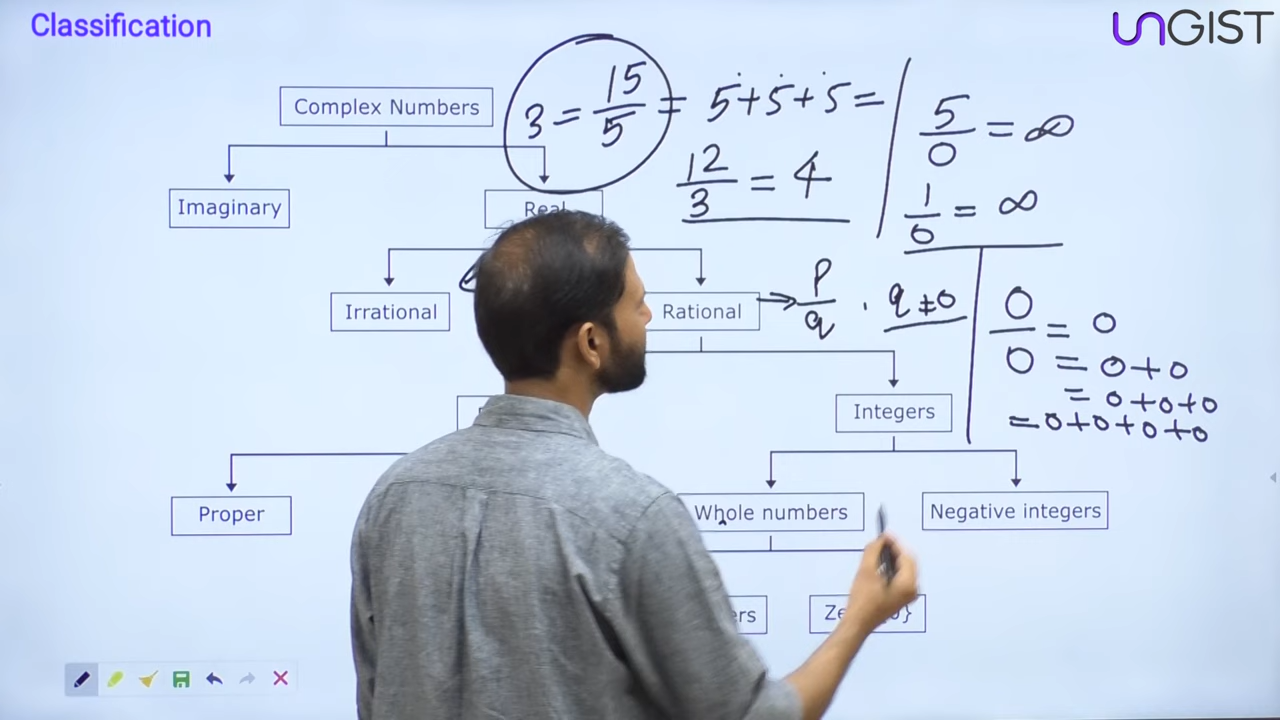 Classification
UNGIST
Complex Numbers
3 = 15/5 = 5+5+5=
12/3 = 4
5/0 = ∞
1/0 = ∞
Imaginary
Real
Irrational
Rational → p/q , q≠0
0/0 = 0
= 0+0
= 0+0+0
= 0+0+0+0
Integers
Proper
Whole numbers
Negative integers